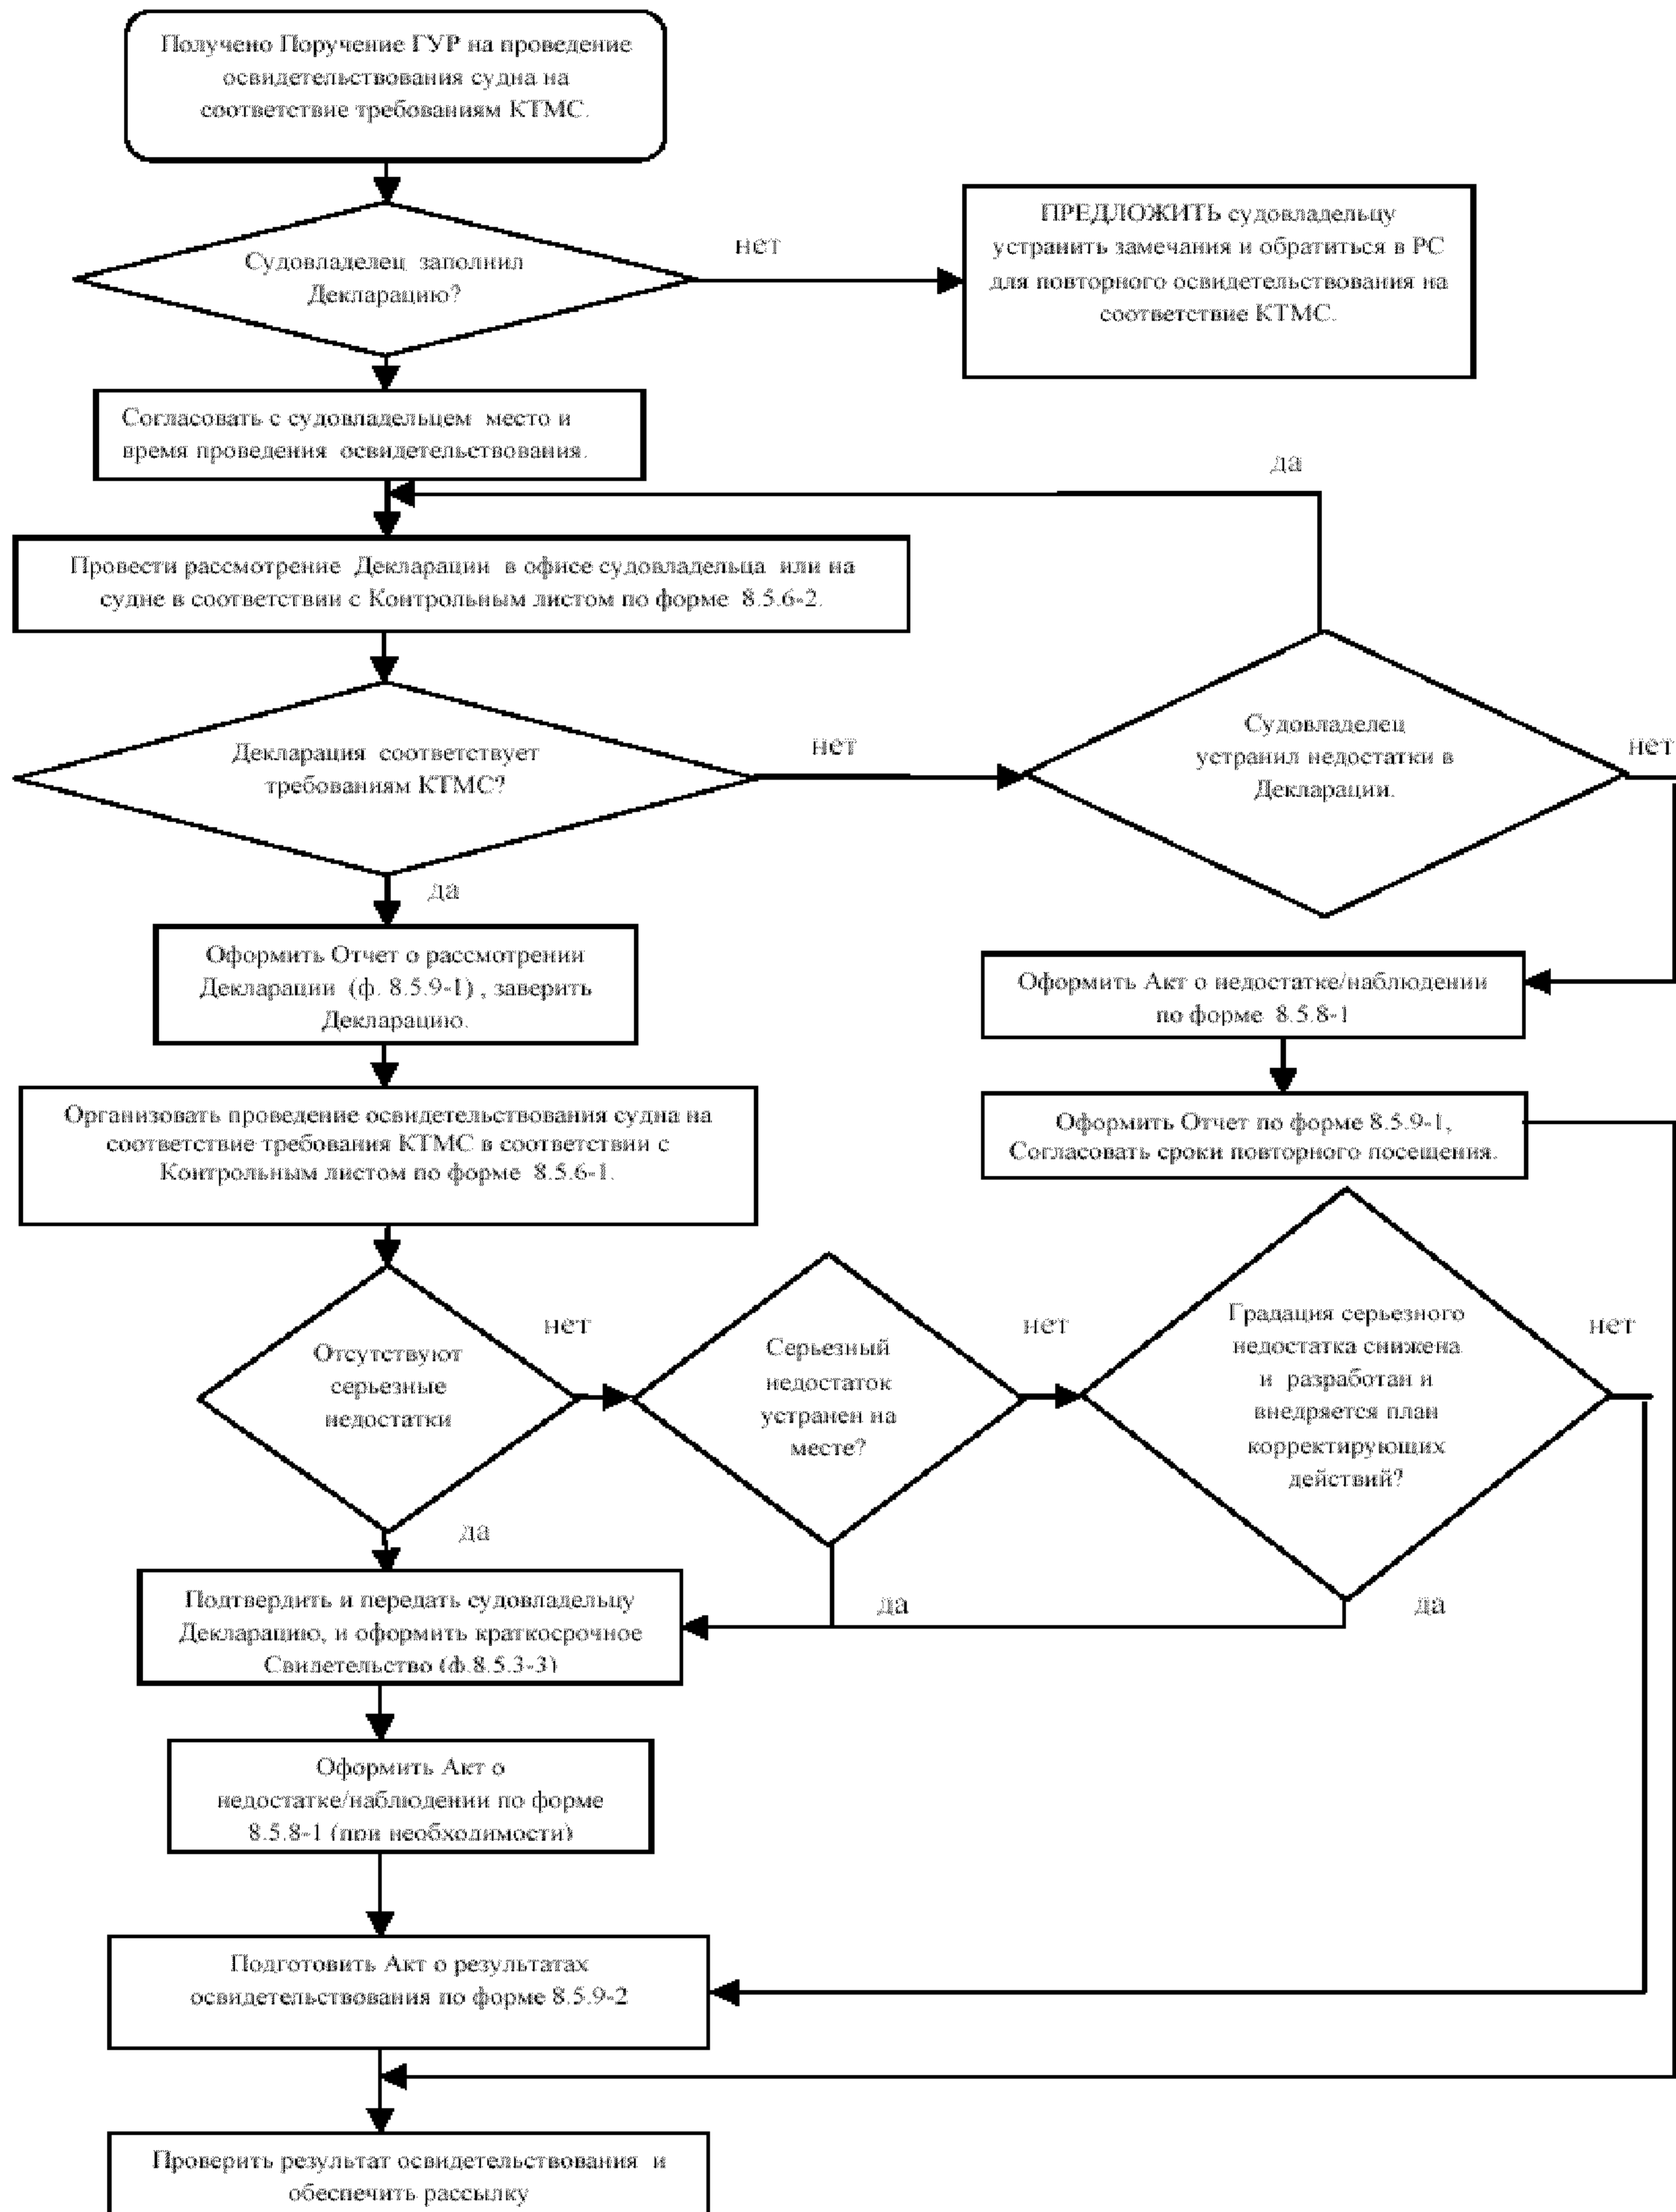 Получено Поручение ГУР на проведение
освидетельствования судна на
соответствие требованиям КТМС.
Судовладелец заполнил
Декларацию?
нет
ПРЕДЛОЖИТЬ судовладельцу
устранить замечания и обратиться в РС
для повторного освидетельствования на
соответствие КТМС.
Согласовать с судовладельцем место и
время проведения освидетельствования.
да
Провести рассмотрение Декларации в офисе судовладельца или на
судне в соответствии с Контрольным листом по форме 8.5.6-2.
Декларация соответствует
требованиям КТМС?
нет
Судовладелец
устранил недостатки в
Декларации.
нет
да
Оформить Отчет о рассмотрении
Декларации (ф. 8.5.9-1) , заверить
Декларацию.
Оформить Акт о недостатке/наблюдении
по форме 8.5.8-1
Организовать проведение освидетельствования судна на
соответствие требования КТМС в соответствии с
Контрольным листом по форме 8.5.6-1.
Оформить Отчет по форме 8.5.9-1,
Согласовать сроки повторного посещения.
Отсутствуют
серьезные
недостатки
нет
Серьезный
недостаток
устранен на
месте?
нет
Градация серьезного
недостатка снижена
и разработан и
внедряется план
корректирующих
действий?
нет
да
да
да
Подтвердить и передать судовладельцу
Декларацию, и оформить краткосрочное
Свидетельство (ф.8.5.3-3)
Оформить Акт о
недостатке/наблюдении по форме
8.5.8-1 (при необходимости)
Подготовить Акт о результатах
освидетельствования по форме 8.5.9-2
Проверить результат освидетельствования и
обеспечить рассылку